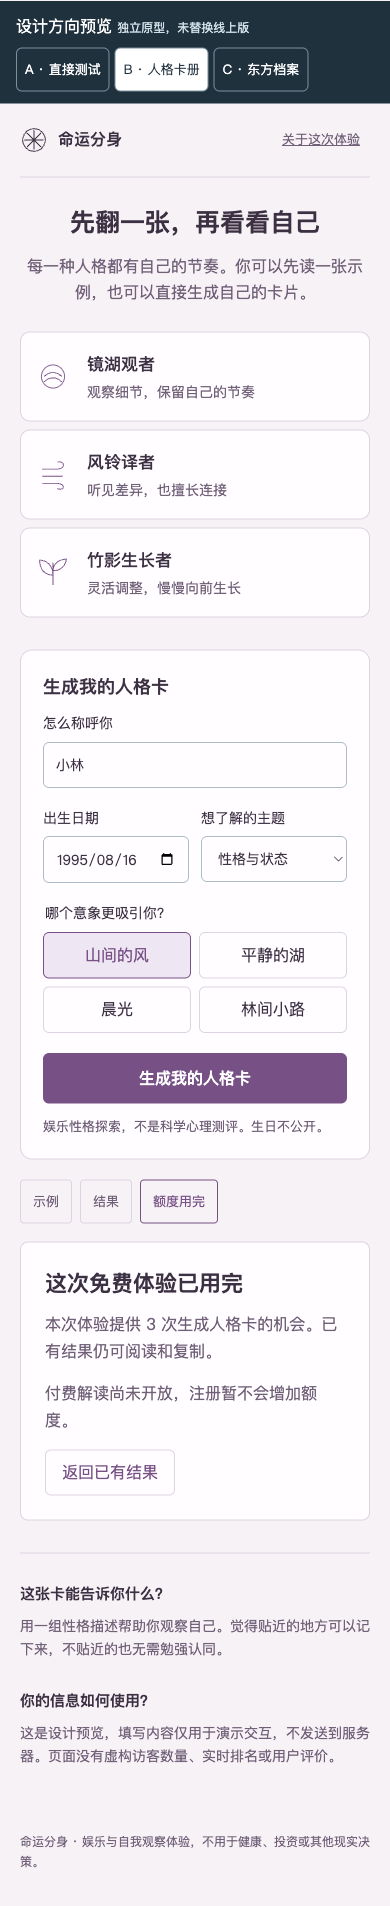 设计方向预览 独立原型，未替换线上版
A · 直接测试
B · 人格卡册
C · 东方档案
命运分身
关于这次体验
先翻一张，再看看自己
每一种人格都有自己的节奏。你可以先读一张示
例，也可以直接生成自己的卡片。
镜湖观者
观察细节，保留自己的节奏
风铃译者
听见差异，也擅长连接
竹影生长者
灵活调整，慢慢向前生长
生成我的人格卡
怎么称呼你
小林
出生日期
想了解的主题
1995/08/16
性格与状态
哪个意象更吸引你？
山间的风
平静的湖
晨光
林间小路
生成我的人格卡
娱乐性格探索，不是科学心理测评。生日不公开。
示例
结果
额度用完
这次免费体验已用完
本次体验提供 3 次生成人格卡的机会。已
有结果仍可阅读和复制。
付费解读尚未开放，注册暂不会增加额
度。
返回已有结果
这张卡能告诉你什么？
用一组性格描述帮助你观察自己。觉得贴近的地方可以记
下来，不贴近的也无需勉强认同。
你的信息如何使用？
这是设计预览，填写内容仅用于演示交互，不发送到服务
器。页面没有虚构访客数量、实时排名或用户评价。
命运分身 · 娱乐与自我观察体验，不用于健康、投资或其他现实决
策。